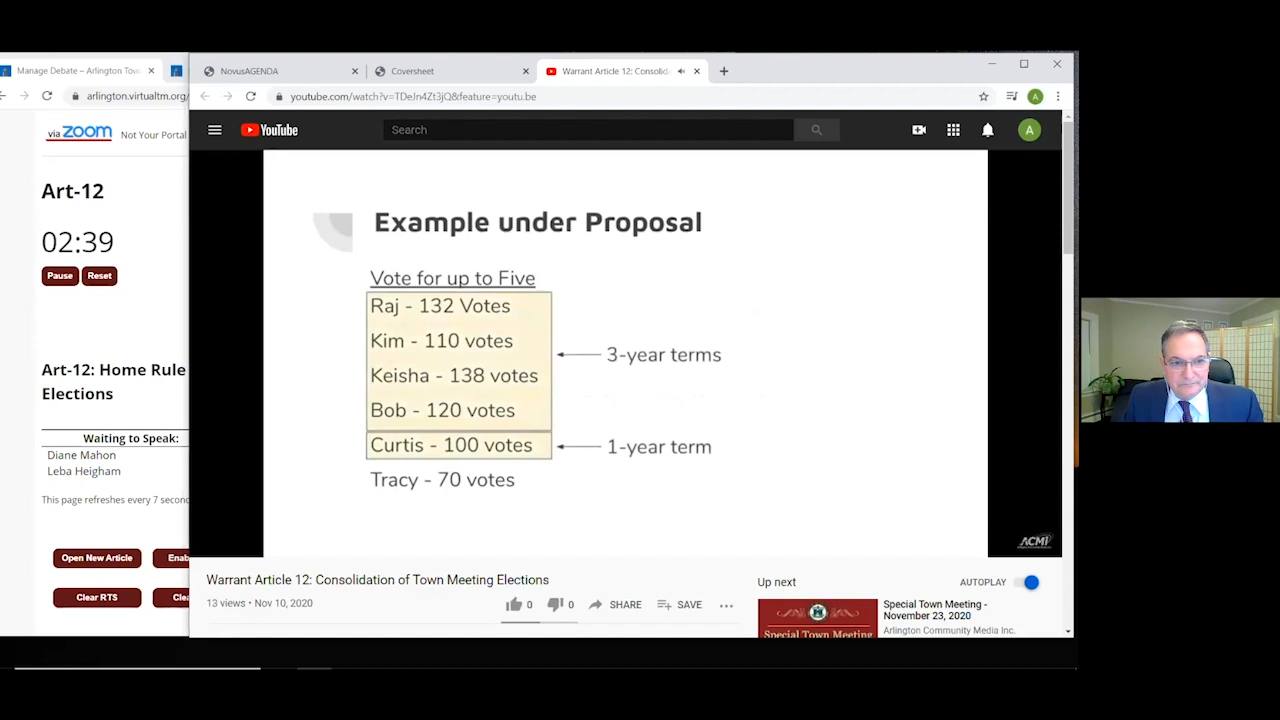 Manage Debate – Arlington Tow
NovusAGENDA
Coversheet
Warrant Article 12: Consolid
arlington.virtualtm.org/
youtube.com/watch?v=TDeJn4Zt3jQ&feature=youtu.be
A
via zoom
Not Your Portal
YouTube
Search
A
Art-12
02:39
Pause
Reset
Art-12: Home Rule
Elections
Waiting to Speak:
Diane Mahon
Leba Heigham
This page refreshes every 7 second
Open New Article
Enab
Clear RTS
Clea
Example under Proposal
Vote for up to Five
Raj - 132 Votes
Kim - 110 votes
Keisha - 138 votes
Bob - 120 votes
3-year terms
Curtis - 100 votes
1-year term
Tracy - 70 votes
ACMi
Warrant Article 12: Consolidation of Town Meeting Elections
13 views • Nov 10, 2020
0
0
SHARE
SAVE
Up next
AUTOPLAY
Special Town Meeting
Special Town Meeting -
November 23, 2020
Arlington Community Media Inc.